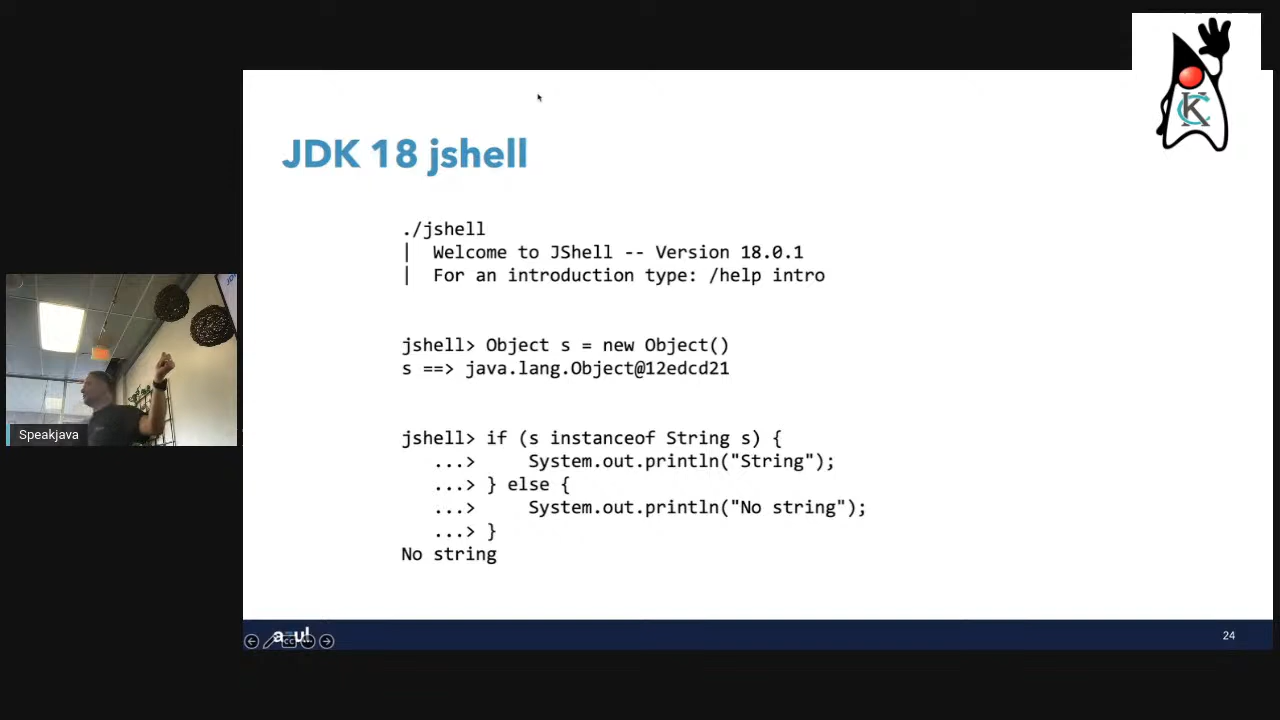 JDK 18 jshell
./jshell
|  Welcome to JShell -- Version 18.0.1
|  For an introduction type: /help intro
jshell> Object s = new Object()
s ==> java.lang.Object@12edcd21
jshell> if (s instanceof String s) {
   ...>     System.out.println("String");
   ...> } else {
   ...>     System.out.println("No string");
   ...> }
No string
Speakjava
azul
24
KC